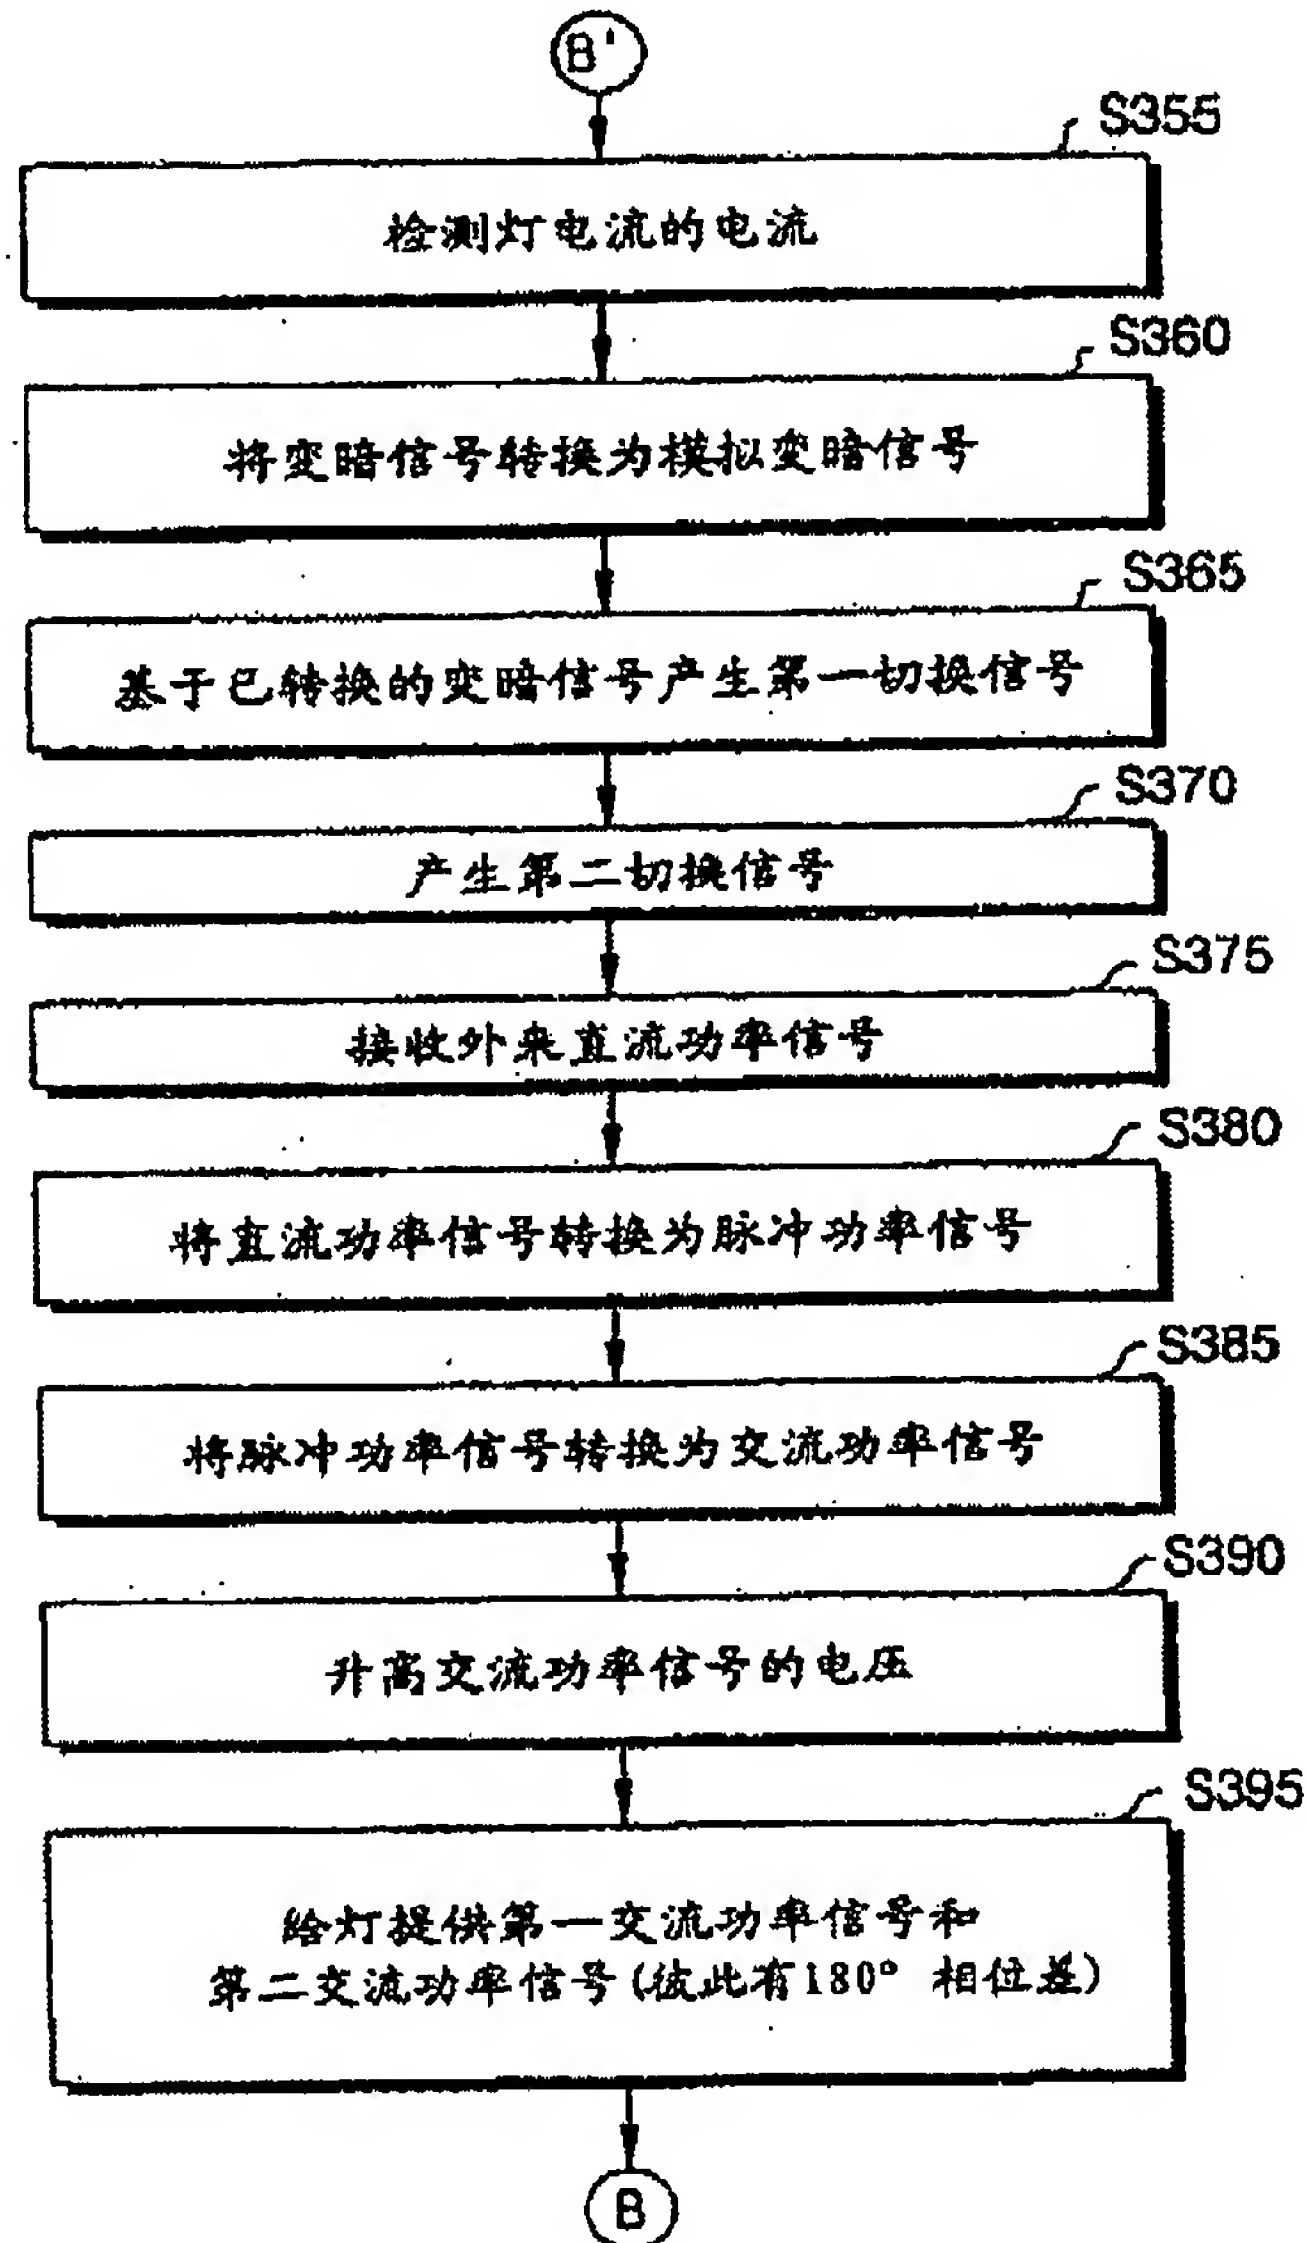 B'
S355
检测灯电流的电流
S360
将变暗信号转换为模拟变暗信号
S365
基于已转换的变暗信号产生第一切换信号
S370
产生第二切换信号
S375
接收外来直流功率信号
S380
将直流功率信号转换为脉冲功率信号
S385
将脉冲功率信号转换为交流功率信号
S390
升高交流功率信号的电压
S395
给灯提供第一交流功率信号和
第二交流功率信号(彼此有180° 相位差)
B